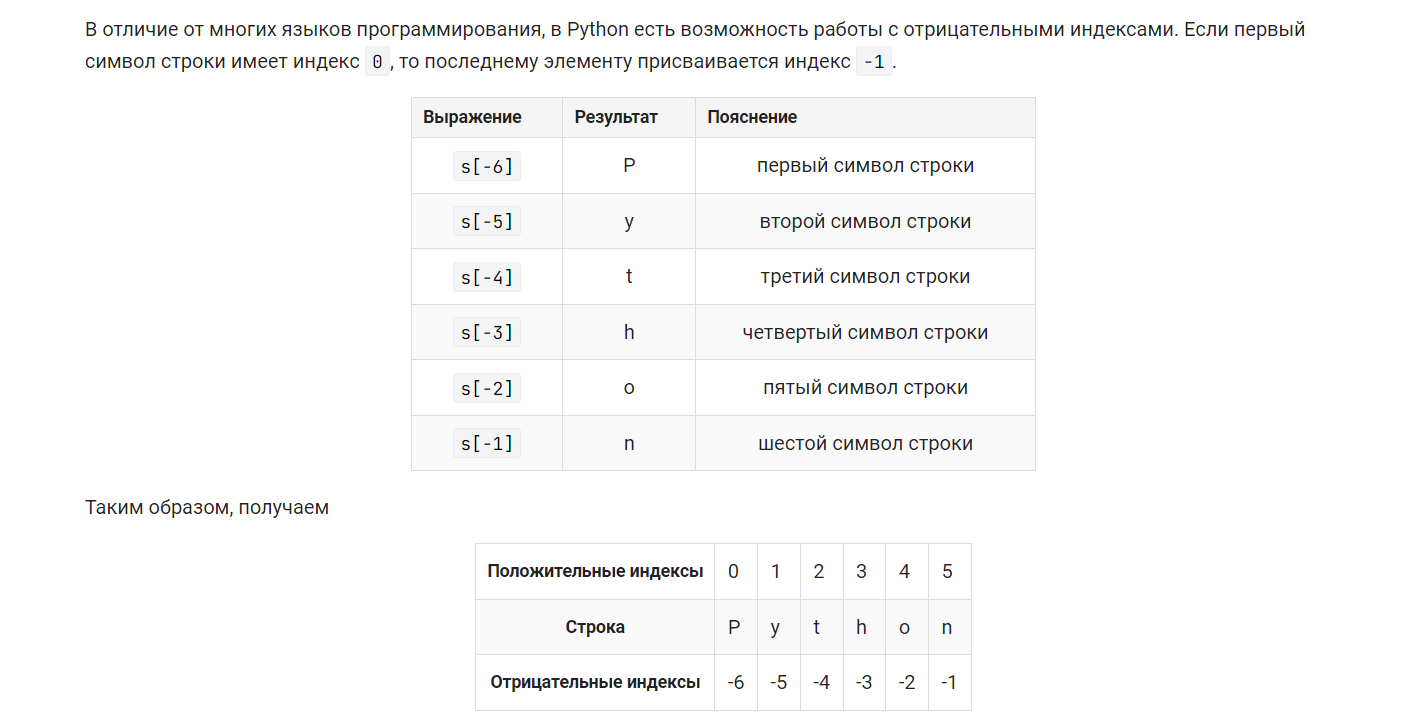 В отличие от многих языков программирования, в Python есть возможность работы с отрицательными индексами. Если первый
символ строки имеет индекс 0, то последнему элементу присваивается индекс -1.
Выражение Результат Пояснение
s[-6] P первый символ строки
s[-5] y второй символ строки
s[-4] t третий символ строки
s[-3] h четвертый символ строки
s[-2] o пятый символ строки
s[-1] n шестой символ строки
Таким образом, получаем
Положительные индексы 0 1 2 3 4 5
Строка P y t h o n
Отрицательные индексы -6 -5 -4 -3 -2 -1